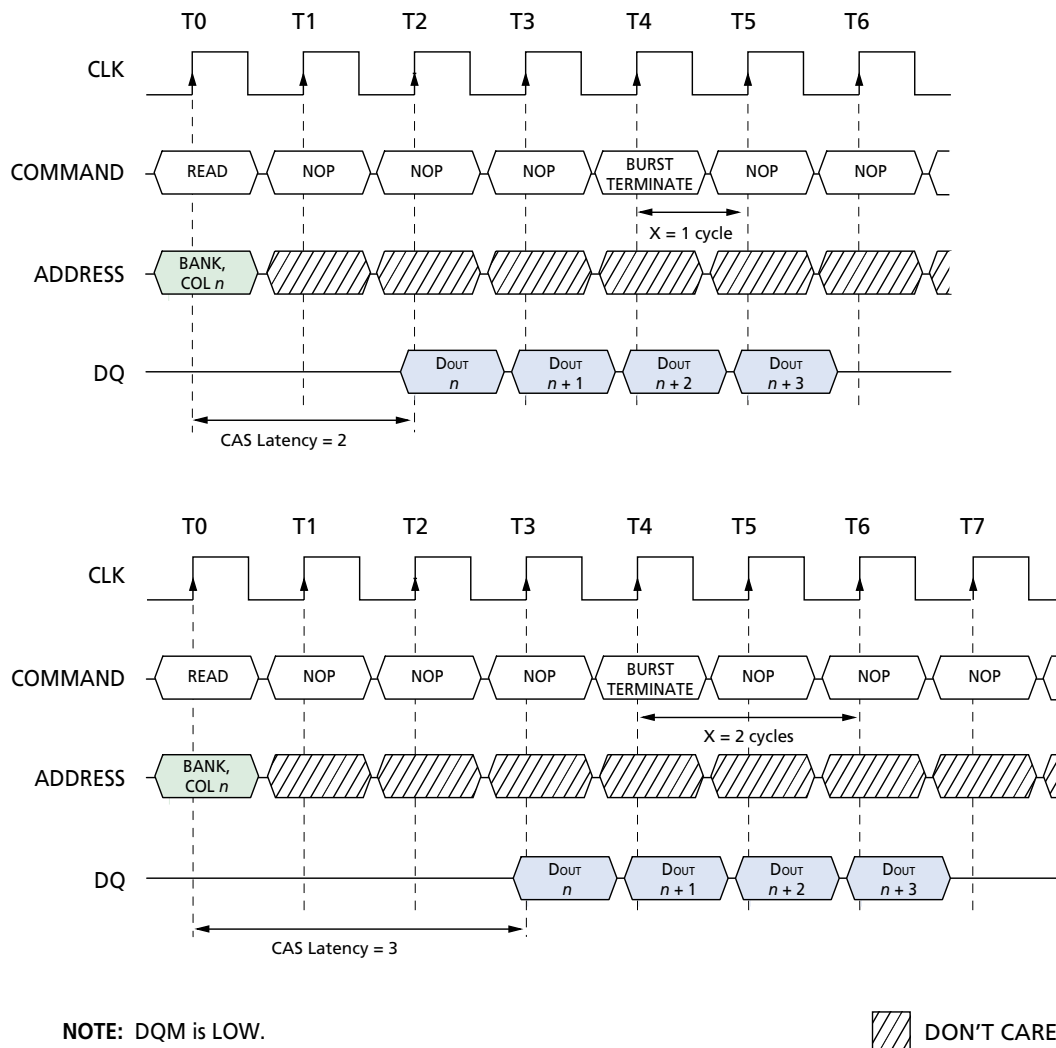 T0 T1 T2 T3 T4 T5 T6
CLK
COMMAND READ NOP NOP NOP BURST TERMINATE NOP NOP
X = 1 cycle
ADDRESS BANK, COL n
DQ DOUT n DOUT n + 1 DOUT n + 2 DOUT n + 3
CAS Latency = 2
T0 T1 T2 T3 T4 T5 T6 T7
CLK
COMMAND READ NOP NOP NOP BURST TERMINATE NOP NOP NOP
X = 2 cycles
ADDRESS BANK, COL n
DQ DOUT n DOUT n + 1 DOUT n + 2 DOUT n + 3
CAS Latency = 3
NOTE: DQM is LOW. DON'T CARE